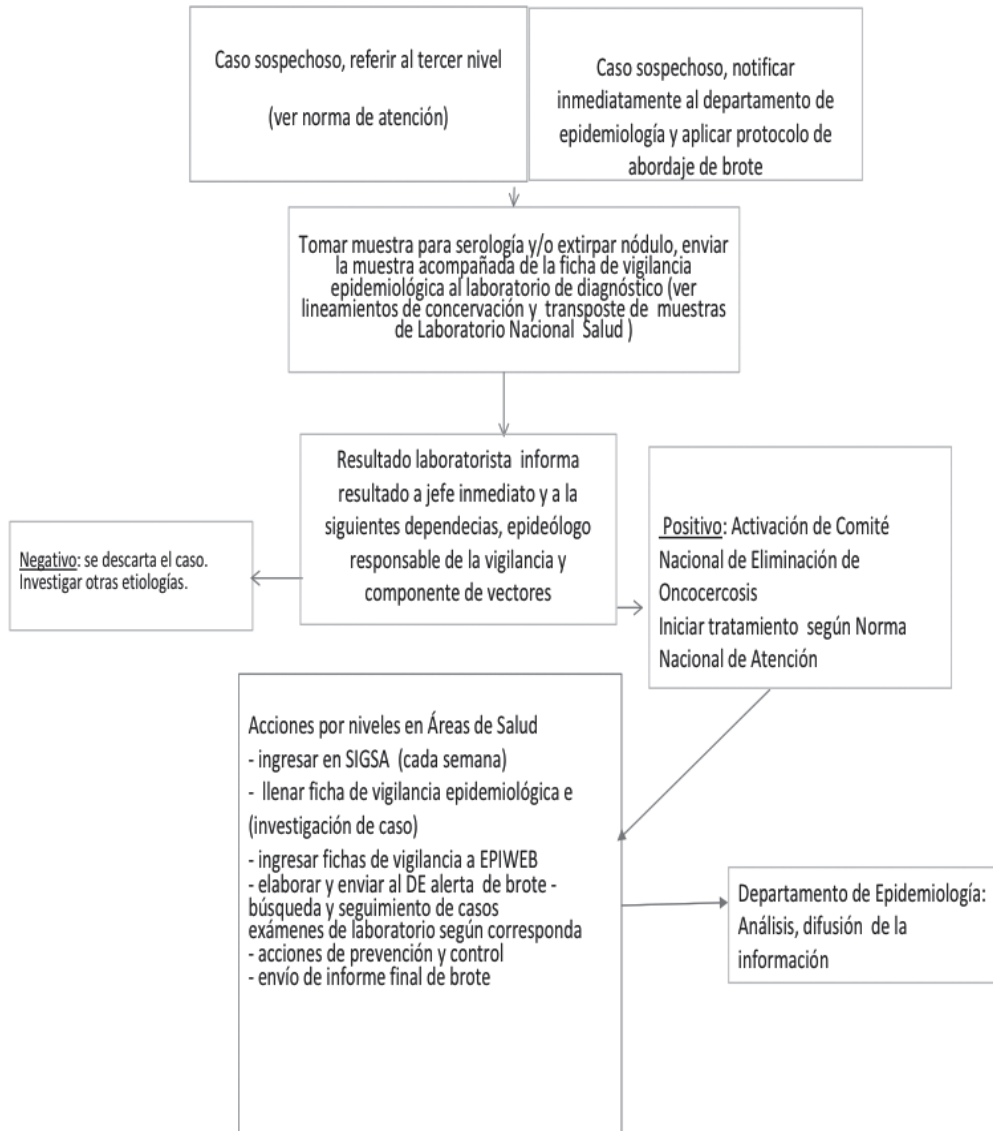 Caso sospechoso, referir al tercer nivel
(ver norma de atención)
Caso sospechoso, notificar
inmediatamente al departamento de
epidemiología y aplicar protocolo de
abordaje de brote
Tomar muestra para serología y/o extirpar nódulo, enviar
la muestra acompañada de la ficha de vigilancia
epidemiológica al laboratorio de diagnóstico (ver
lineamientos de concervación y transposte de muestras
de Laboratorio Nacional Salud )
Resultado laboratorista informa
resultado a jefe inmediato y a la
siguientes dependecias, epideólogo
responsable de la vigilancia y
componente de vectores
Negativo: se descarta el caso.
Investigar otras etiologías.
Positivo: Activación de Comité
Nacional de Eliminación de
Oncocercosis
Iniciar tratamiento según Norma
Nacional de Atención
Acciones por niveles en Áreas de Salud
- ingresar en SIGSA (cada semana)
- llenar ficha de vigilancia epidemiológica e
(investigación de caso)
- ingresar fichas de vigilancia a EPIWEB
- elaborar y enviar al DE alerta de brote -
búsqueda y seguimiento de casos
exámenes de laboratorio según corresponda
- acciones de prevención y control
- envío de informe final de brote
Departamento de Epidemiología:
Análisis, difusión de la
información